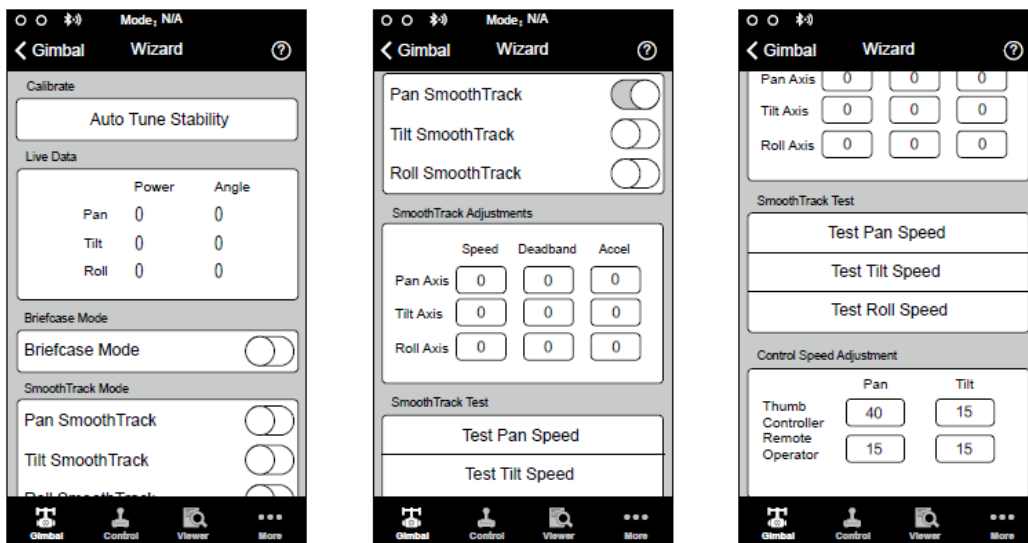 Mode: N/A
Gimbal Wizard ?
Calibrate
Auto Tune Stability
Live Data
Power Angle
Pan 0 0
Tilt 0 0
Roll 0 0
Briefcase Mode
Briefcase Mode
SmoothTrack Mode
Pan SmoothTrack
Tilt SmoothTrack
Roll SmoothTrack
Gimbal Control Viewer More
Mode: N/A
Gimbal Wizard ?
Pan SmoothTrack
Tilt SmoothTrack
Roll SmoothTrack
SmoothTrack Adjustments
Speed Deadband Accel
Pan Axis 0 0 0
Tilt Axis 0 0 0
Roll Axis 0 0 0
SmoothTrack Test
Test Pan Speed
Test Tilt Speed
Gimbal Control Viewer More
Gimbal Wizard ?
Pan Axis 0 0 0
Tilt Axis 0 0 0
Roll Axis 0 0 0
SmoothTrack Test
Test Pan Speed
Test Tilt Speed
Test Roll Speed
Control Speed Adjustment
Pan Tilt
Thumb
Controller 40 15
Remote
Operator 15 15
Gimbal Control Viewer More